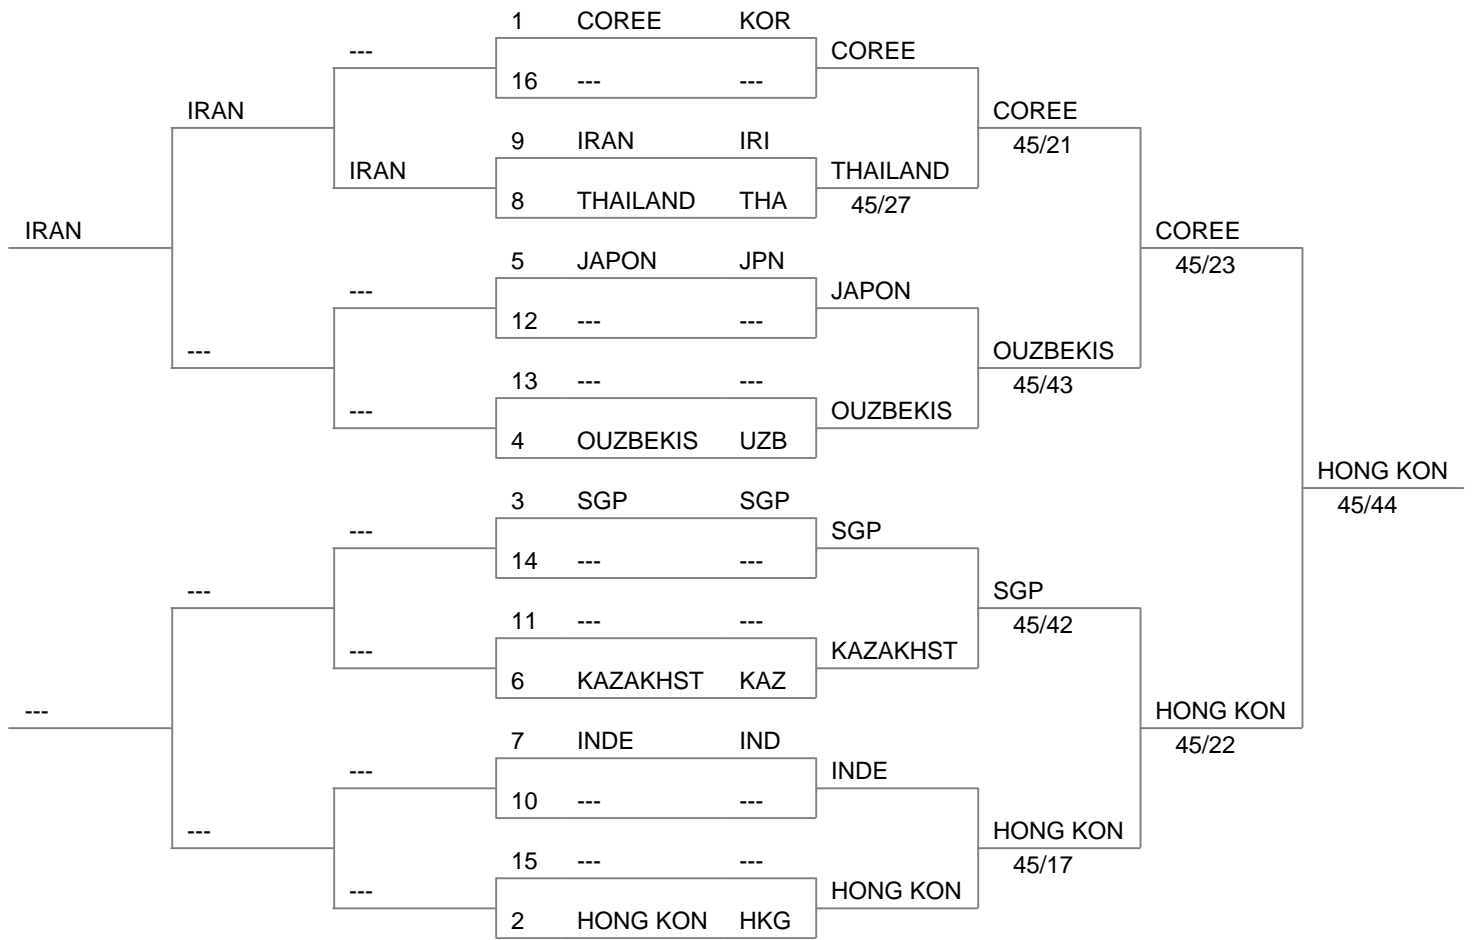 1 COREE KOR
--- COREE
16 --- ---
IRAN COREE
9 IRAN IRI 45/21
IRAN THAILAND
8 THAILAND THA 45/27
IRAN COREE
5 JAPON JPN 45/23
--- JAPON
12 --- ---
--- OUZBEKIS
13 --- --- 45/43
--- OUZBEKIS
4 OUZBEKIS UZB
HONG KON
3 SGP SGP 45/44
--- SGP
14 --- ---
--- SGP
11 --- --- 45/42
--- KAZAKHST
6 KAZAKHST KAZ
--- HONG KON
7 INDE IND 45/22
--- INDE
10 --- ---
--- HONG KON
15 --- --- 45/17
--- HONG KON
2 HONG KON HKG